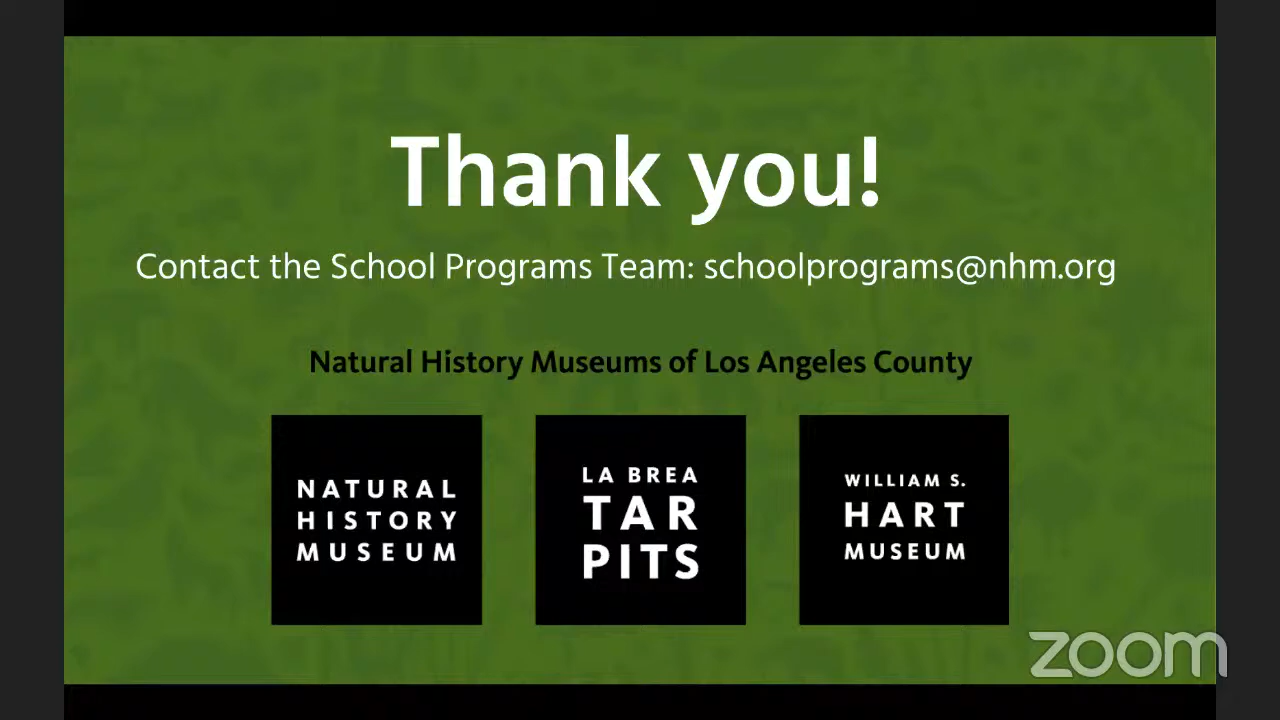 Thank you!
Contact the School Programs Team: schoolprograms@nhm.org
Natural History Museums of Los Angeles County
NATURAL
HISTORY
MUSEUM
LA BREA
TAR
PITS
WILLIAM S.
HART
MUSEUM
zoom